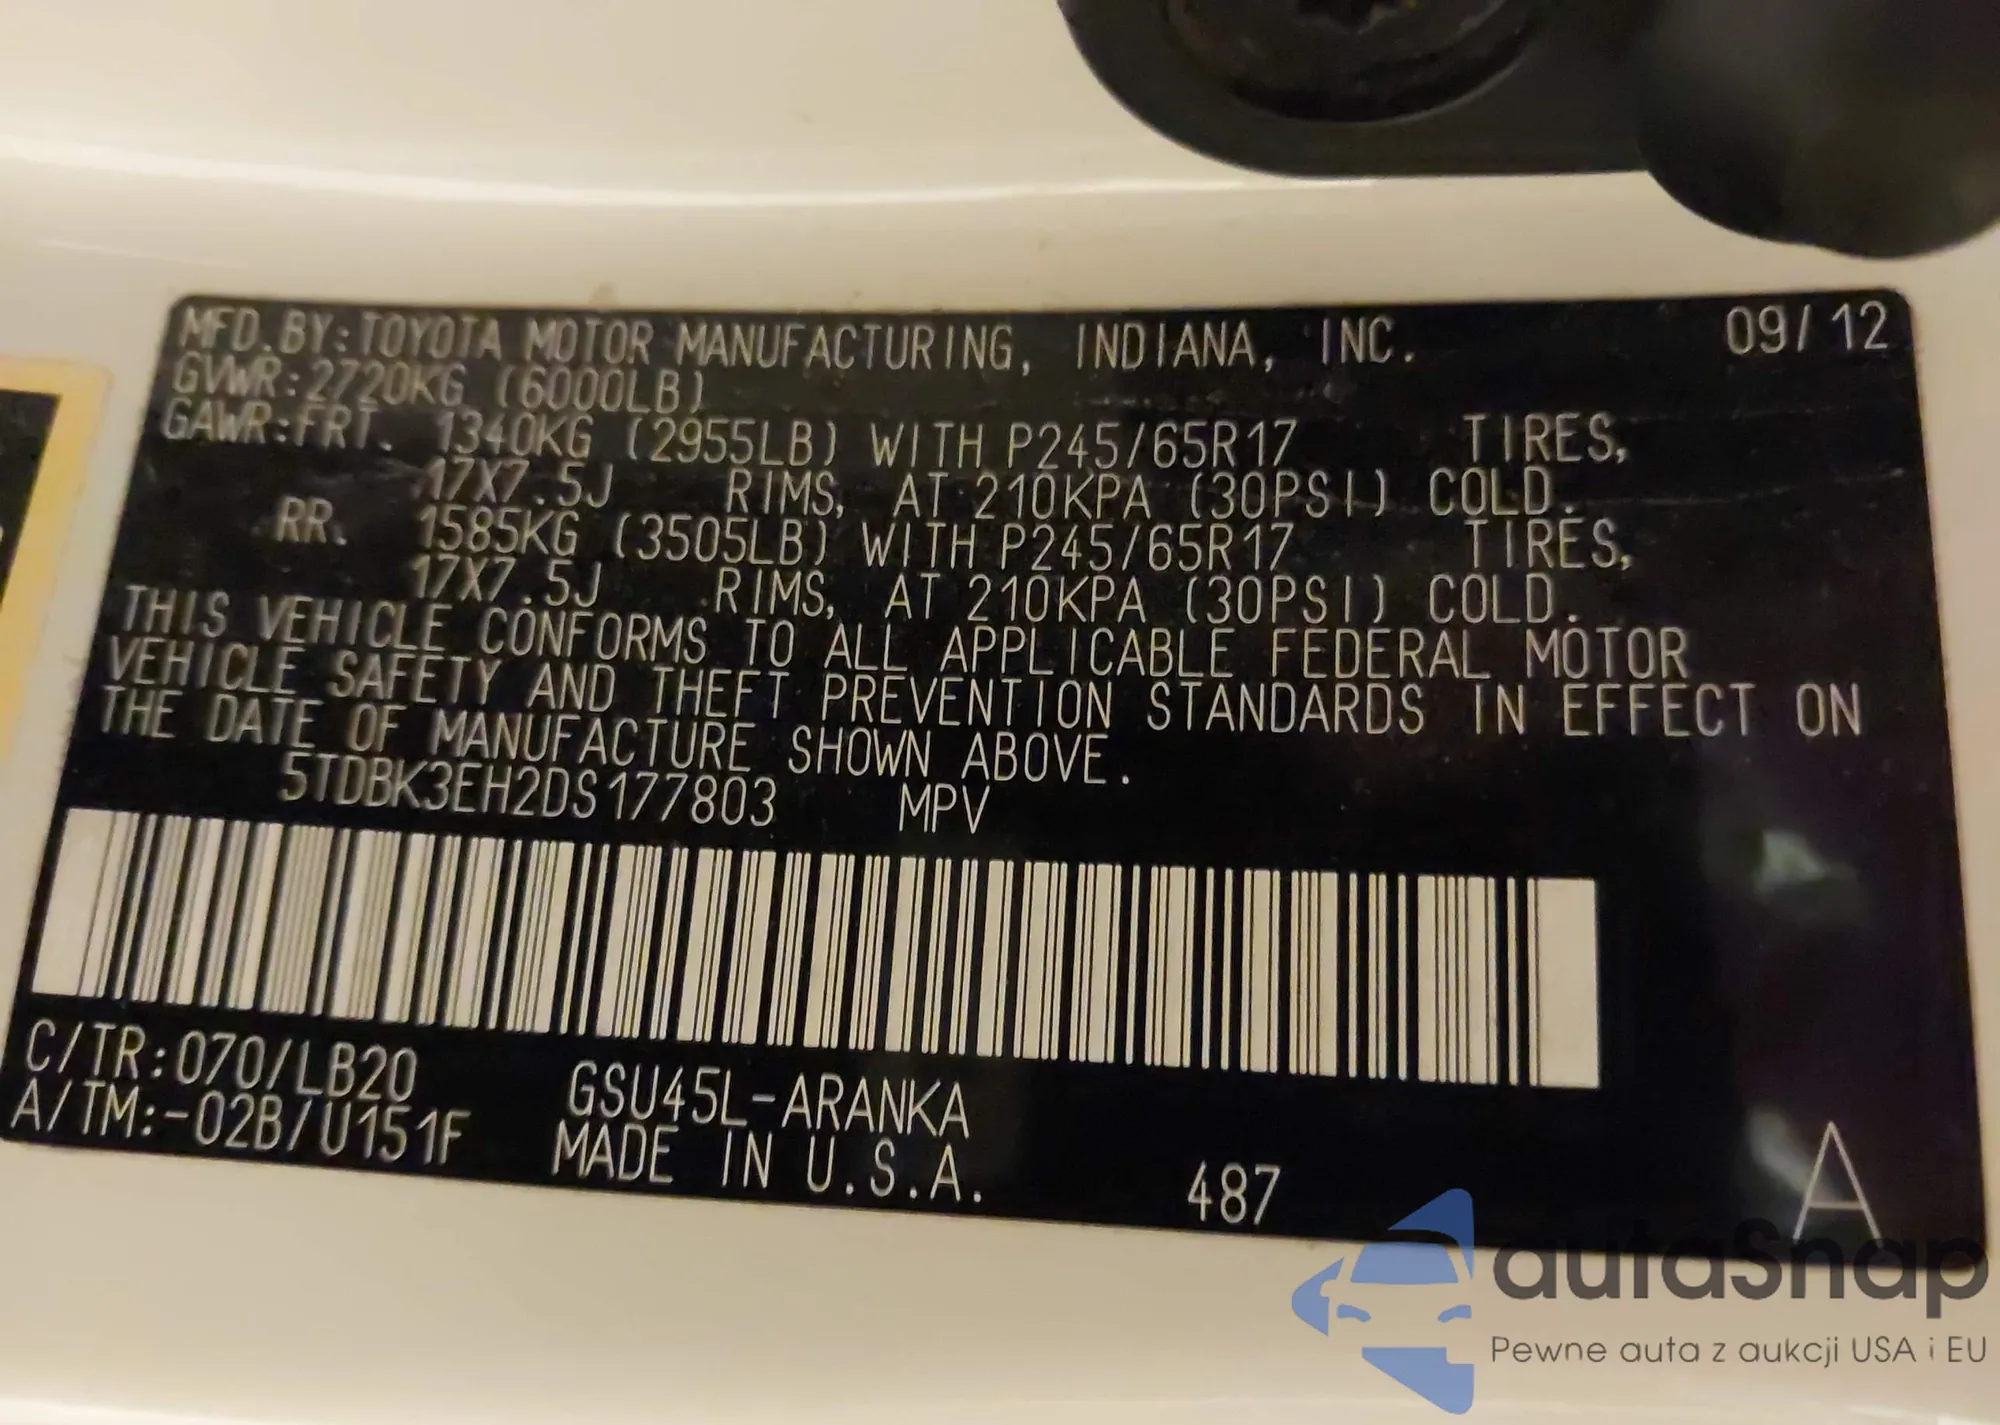 MFD.BY:TOYOTA MOTOR MANUFACTURING, INDIANA, INC. 09/12
GVWR:2720KG (6000LB)
GAWR:FRT. 1340KG (2955LB) WITH P245/65R17 TIRES,
17X7.5J RIMS, AT 210KPA (30PSI) COLD.
RR. 1585KG (3505LB) WITH P245/65R17 TIRES,
17X7.5J RIMS, AT 210KPA (30PSI) COLD.
THIS VEHICLE CONFORMS TO ALL APPLICABLE FEDERAL MOTOR
VEHICLE SAFETY AND THEFT PREVENTION STANDARDS IN EFFECT ON
THE DATE OF MANUFACTURE SHOWN ABOVE.
5TDBK3EH2DS177803 MPV
C/TR:070/LB20 GSU45L-ARANKA
A/TM:-02B/U151F MADE IN U.S.A. 487 A
autaSnap
Pewne auta z aukcji USA i EU